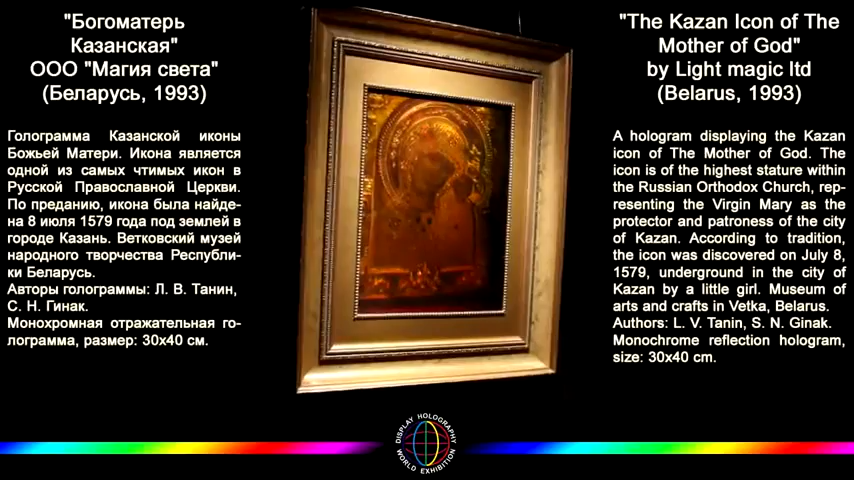 "Богоматерь
Казанская"
ООО "Магия света"
(Беларусь, 1993)
Голограмма Казанской иконы
Божьей Матери. Икона является
одной из самых чтимых икон в
Русской Православной Церкви.
По преданию, икона была найде-
на 8 июля 1579 года под землей в
городе Казань. Ветковский музей
народного творчества Республи-
ки Беларусь.
Авторы голограммы: Л. В. Танин,
С. Н. Гинак.
Монохромная отражательная го-
лограмма, размер: 30x40 см.
"The Kazan Icon of The
Mother of God"
by Light magic ltd
(Belarus, 1993)
A hologram displaying the Kazan
icon of The Mother of God. The
icon is of the highest stature within
the Russian Orthodox Church, rep-
resenting the Virgin Mary as the
protector and patroness of the city
of Kazan. According to tradition,
the icon was discovered on July 8,
1579, underground in the city of
Kazan by a little girl. Museum of
arts and crafts in Vetka, Belarus.
Authors: L. V. Tanin, S. N. Ginak.
Monochrome reflection hologram,
size: 30x40 cm.
DISPLAY HOLOGRAPHY
WORLD EXHIBITION